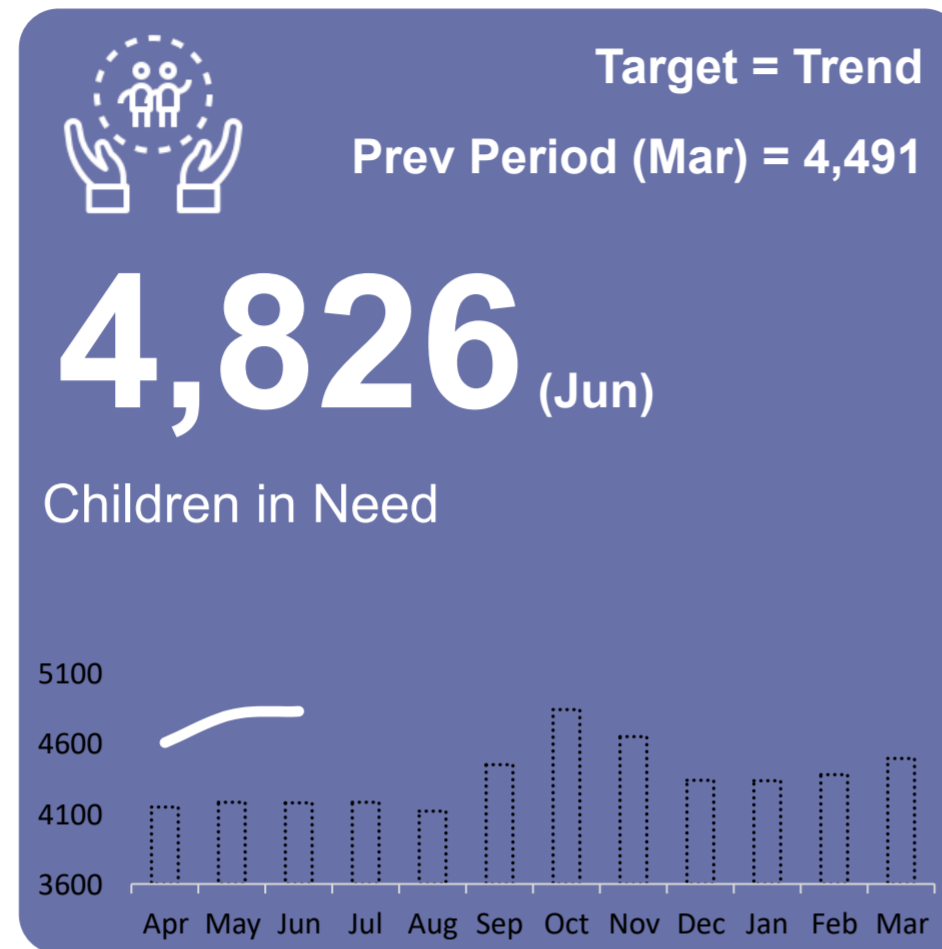 Target = Trend
Prev Period (Mar) = 4,491
4,826 (Jun)
Children in Need
5100
4600
4100
3600
Apr May Jun Jul Aug Sep Oct Nov Dec Jan Feb Mar